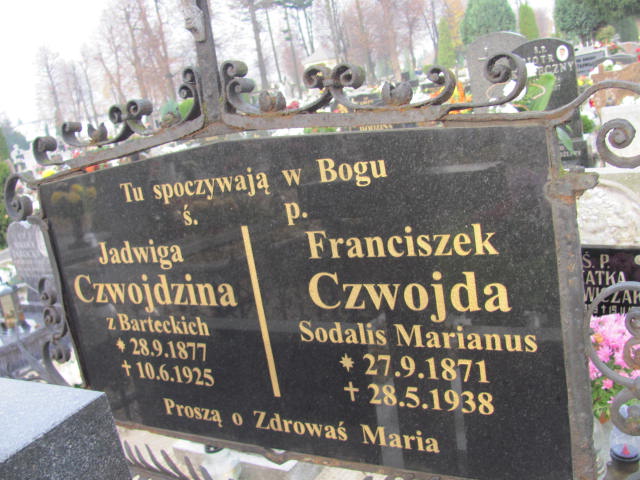 Tu spoczywają w Bogu
ś. p.
Jadwiga
Czwojdzina
z Barteckich
* 28.9.1877
† 10.6.1925
Franciszek
Czwojda
Sodalis Marianus
* 27.9.1871
† 28.5.1938
Proszą o Zdrowaś Maria
Ś. P.